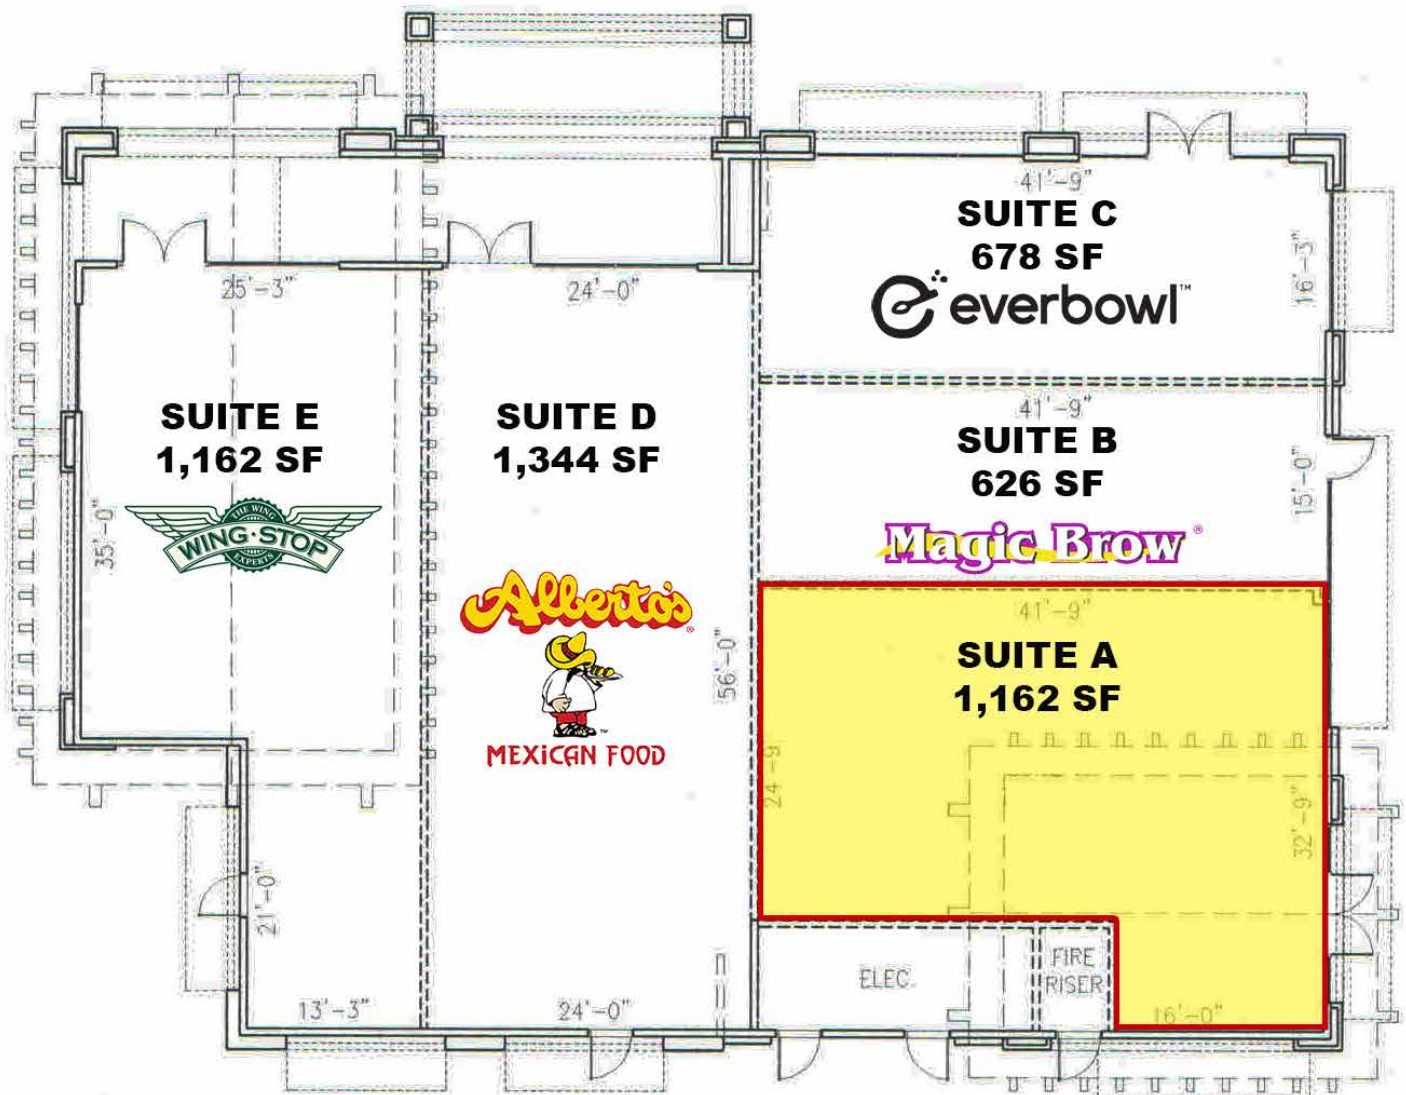 41'-9"
SUITE C
678 SF
everbowl™
16'-3"
25'-3"
24'-0"
SUITE E
1,162 SF
THE WING
WING·STOP
EXPERTS
35'-0"
SUITE D
1,344 SF
Alberto's®
™
MEXiCAN FOOD
56'-0"
41'-9"
SUITE B
626 SF
Magic Brow®
15'-0"
41'-9"
SUITE A
1,162 SF
24'-9
32'-9"
21'-0"
13'-3"
24'-0"
ELEC.
FIRE
RISER
16'-0"